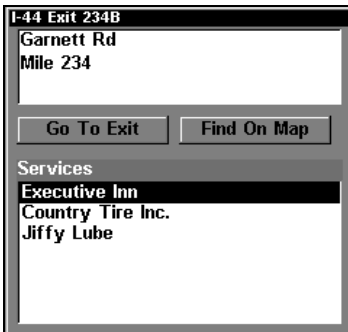 I-44 Exit 234B
Garnett Rd
Mile 234
Go To Exit
Find On Map
Services
Executive Inn
Country Tire Inc.
Jiffy Lube